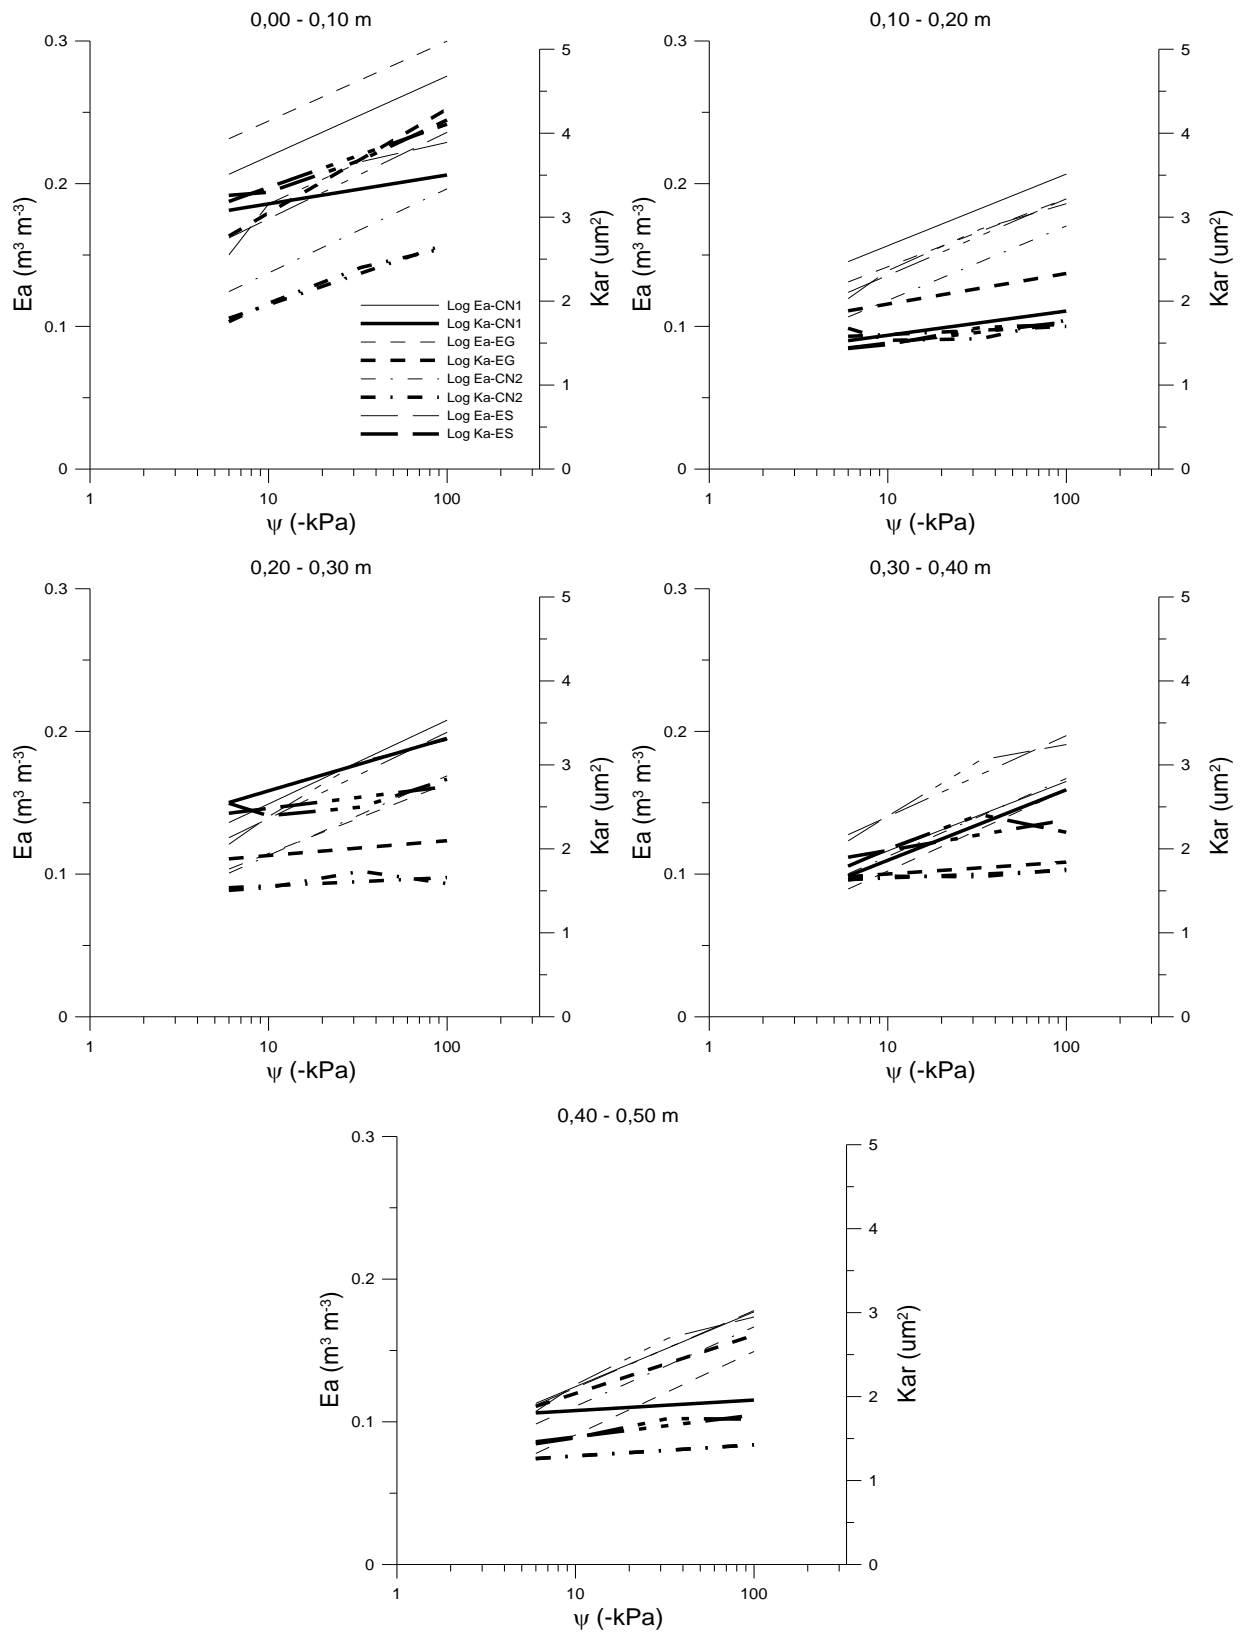 0,00 - 0,10 m
0.3
0.2
0.1
0
Ea (m³ m⁻³)
5
4
3
2
1
0
Kar (um²)
Log Ea-CN1
Log Ka-CN1
Log Ea-EG
Log Ka-EG
Log Ea-CN2
Log Ka-CN2
Log Ea-ES
Log Ka-ES
1 10 100
ψ (-kPa)
0,10 - 0,20 m
0.3
0.2
0.1
0
Ea (m³ m⁻³)
5
4
3
2
1
0
Kar (um²)
1 10 100
ψ (-kPa)
0,20 - 0,30 m
0.3
0.2
0.1
0
Ea (m³ m⁻³)
5
4
3
2
1
0
Kar (um²)
1 10 100
ψ (-kPa)
0,30 - 0,40 m
0.3
0.2
0.1
0
Ea (m³ m⁻³)
5
4
3
2
1
0
Kar (um²)
1 10 100
ψ (-kPa)
0,40 - 0,50 m
0.3
0.2
0.1
0
Ea (m³ m⁻³)
5
4
3
2
1
0
Kar (um²)
1 10 100
ψ (-kPa)